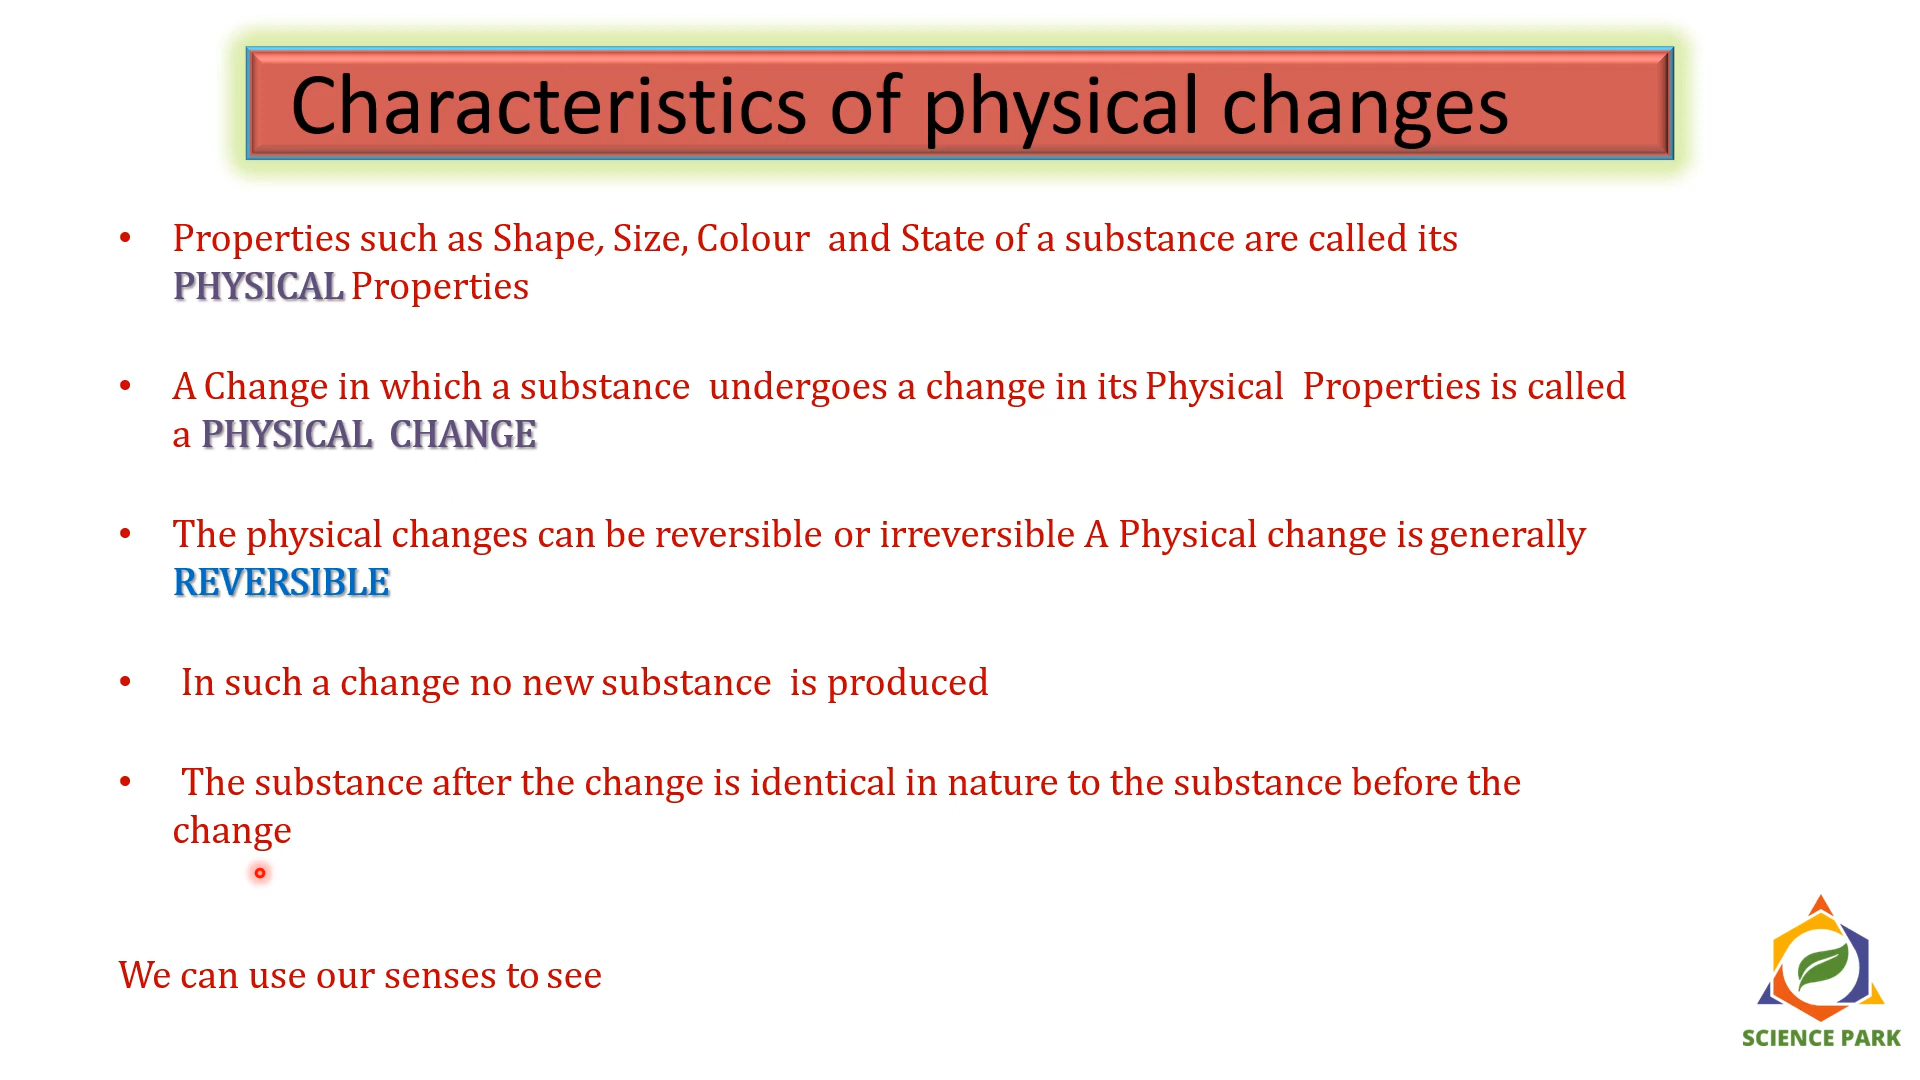 Characteristics of physical changes
• Properties such as Shape, Size, Colour and State of a substance are called its
PHYSICAL Properties
• A Change in which a substance undergoes a change in its Physical Properties is called
a PHYSICAL CHANGE
• The physical changes can be reversible or irreversible A Physical change is generally
REVERSIBLE
• In such a change no new substance is produced
• The substance after the change is identical in nature to the substance before the
change
We can use our senses to see
SCIENCE PARK